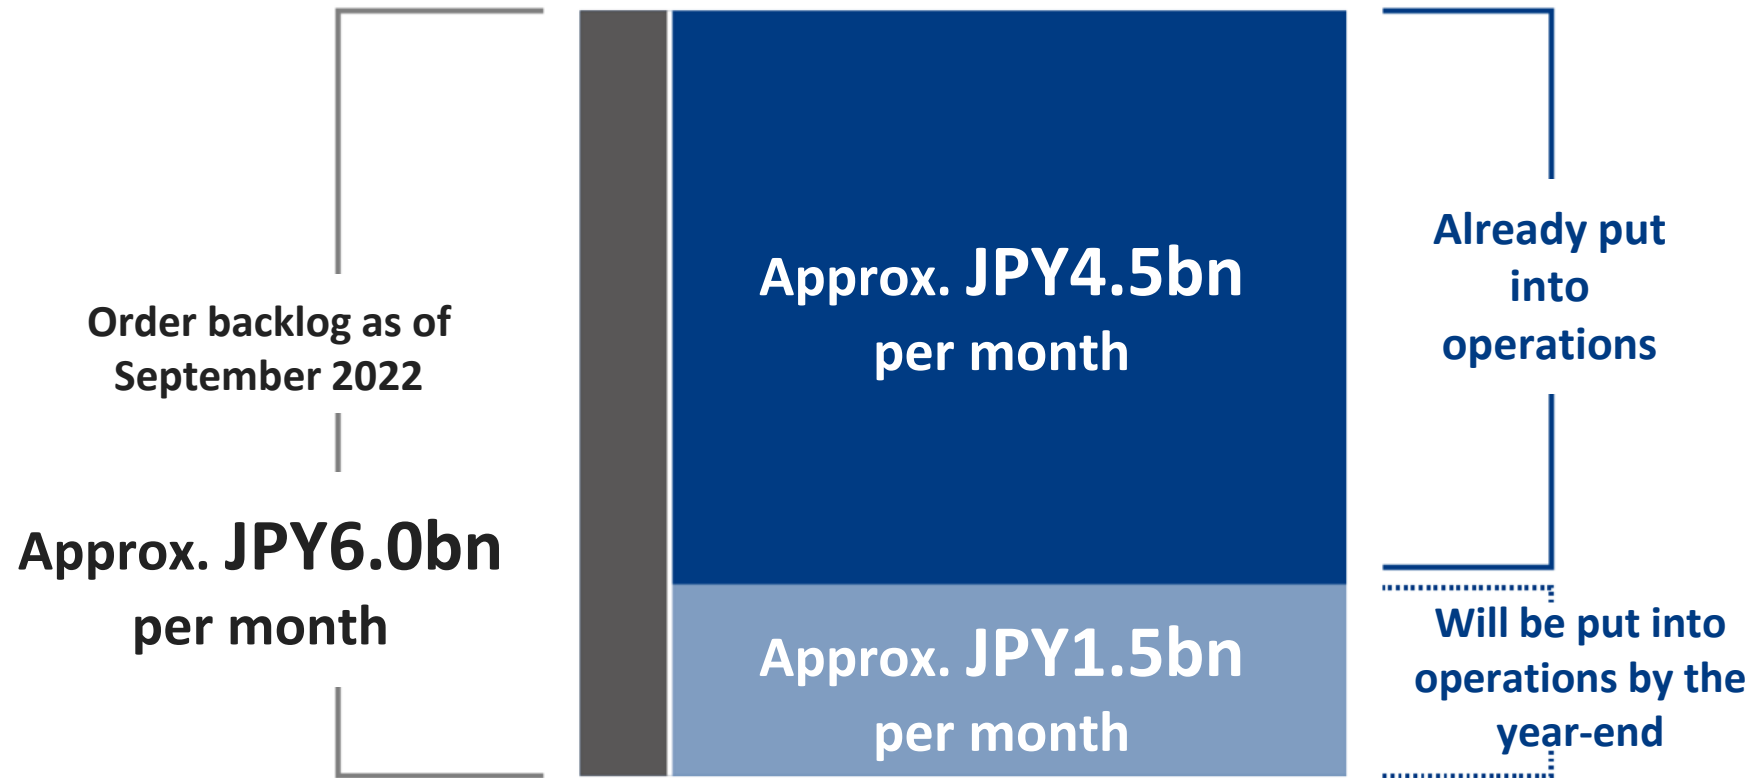 Order backlog as of
September 2022
Approx. JPY6.0bn
per month
Approx. JPY4.5bn
per month
Approx. JPY1.5bn
per month
Already put
into
operations
Will be put into
operations by the
year-end